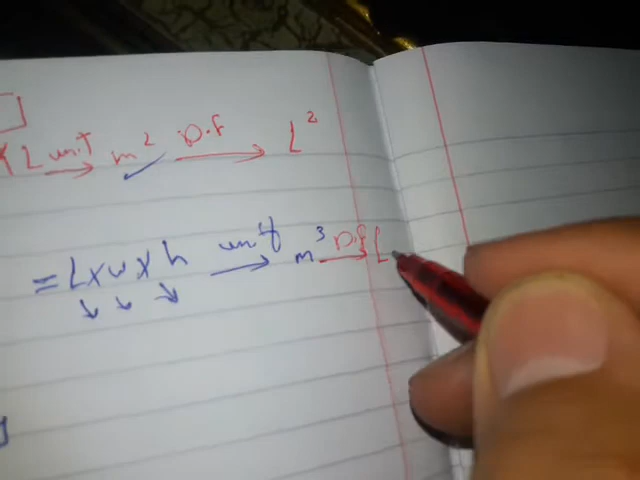 L unit → m² D.F → L²
= L x w x h unit → m³ D.F → L